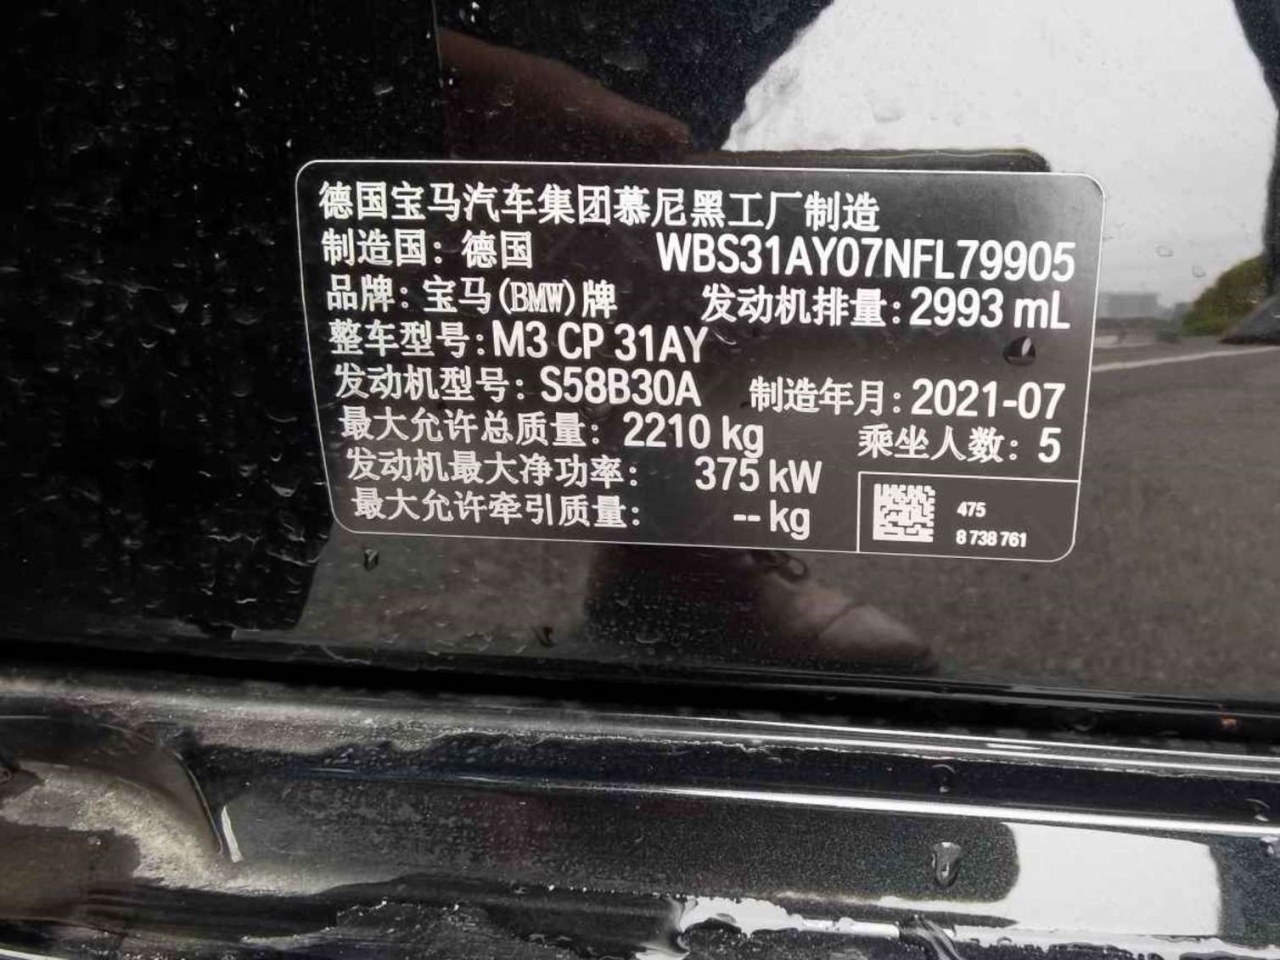 德国宝马汽车集团慕尼黑工厂制造
制造国：德国 WBS31AY07NFL79905
品牌：宝马(BMW)牌 发动机排量：2993 mL
整车型号：M3 CP 31AY
发动机型号：S58B30A 制造年月：2021-07
最大允许总质量：2210 kg 乘坐人数：5
发动机最大净功率：375 kW
最大允许牵引质量：-- kg
475
8 738 761